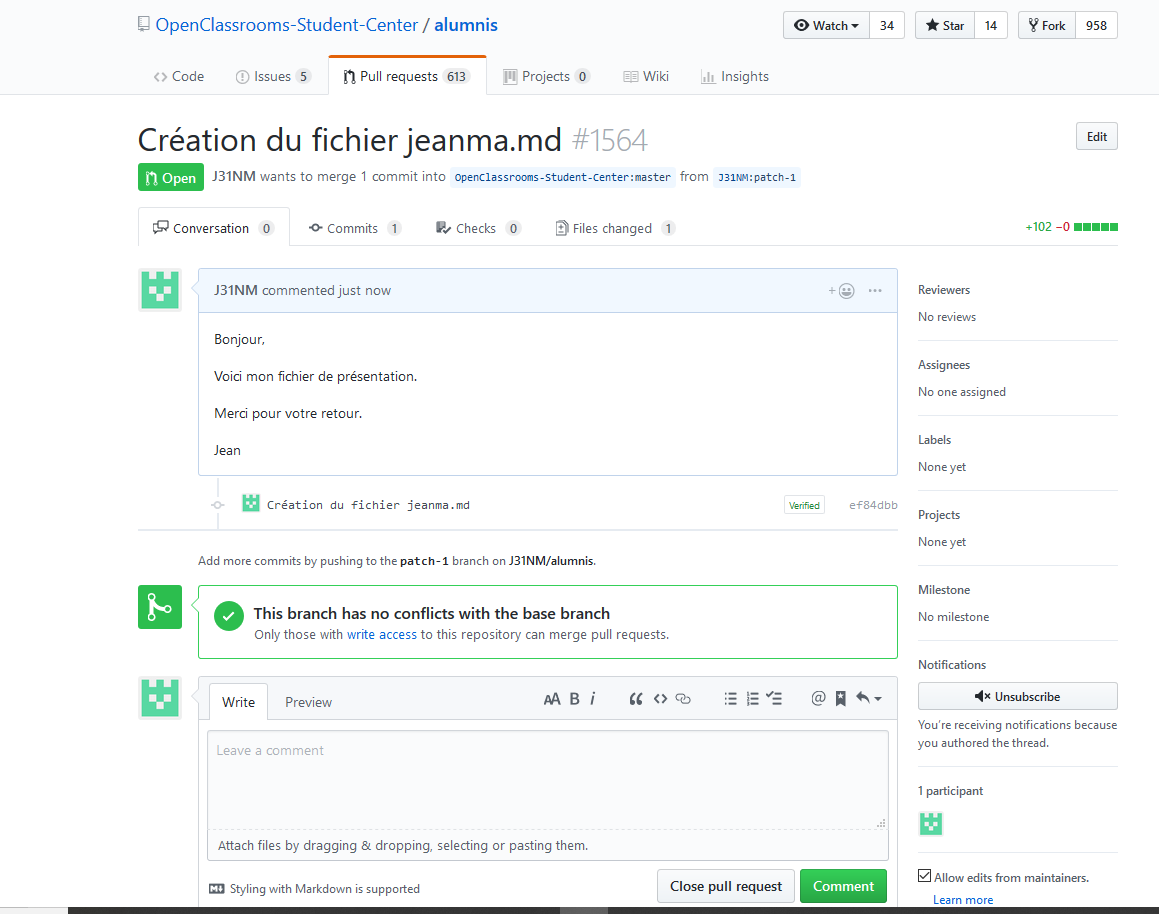 OpenClassrooms-Student-Center / alumnis
Watch 34 Star 14 Fork 958
Code Issues 5 Pull requests 613 Projects 0 Wiki Insights
Création du fichier jeanma.md #1564
Edit
Open J31NM wants to merge 1 commit into OpenClassrooms-Student-Center:master from J31NM:patch-1
Conversation 0 Commits 1 Checks 0 Files changed 1
+102 −0
J31NM commented just now
Bonjour,
Voici mon fichier de présentation.
Merci pour votre retour.
Jean
Création du fichier jeanma.md Verified ef84dbb
Add more commits by pushing to the patch-1 branch on J31NM/alumnis.
This branch has no conflicts with the base branch
Only those with write access to this repository can merge pull requests.
Write Preview
AA B i
Leave a comment
Attach files by dragging & dropping, selecting or pasting them.
Styling with Markdown is supported
Close pull request Comment
Reviewers
No reviews
Assignees
No one assigned
Labels
None yet
Projects
None yet
Milestone
No milestone
Notifications
Unsubscribe
You're receiving notifications because
you authored the thread.
1 participant
Allow edits from maintainers.
Learn more